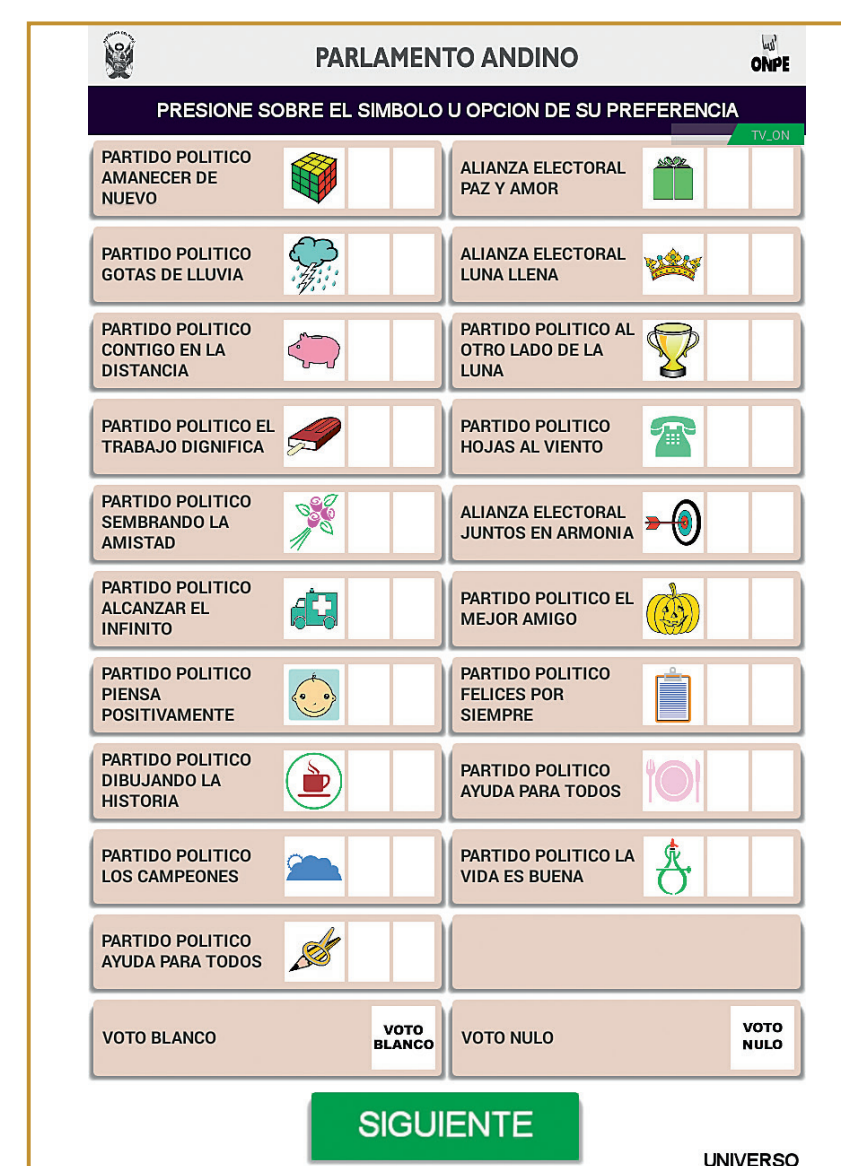 PARLAMENTO ANDINO
ONPE
PRESIONE SOBRE EL SIMBOLO U OPCION DE SU PREFERENCIA
TV_ON
PARTIDO POLITICO
AMANECER DE
NUEVO
ALIANZA ELECTORAL
PAZ Y AMOR
PARTIDO POLITICO
GOTAS DE LLUVIA
ALIANZA ELECTORAL
LUNA LLENA
PARTIDO POLITICO
CONTIGO EN LA
DISTANCIA
PARTIDO POLITICO AL
OTRO LADO DE LA
LUNA
PARTIDO POLITICO EL
TRABAJO DIGNIFICA
PARTIDO POLITICO
HOJAS AL VIENTO
PARTIDO POLITICO
SEMBRANDO LA
AMISTAD
ALIANZA ELECTORAL
JUNTOS EN ARMONIA
PARTIDO POLITICO
ALCANZAR EL
INFINITO
PARTIDO POLITICO EL
MEJOR AMIGO
PARTIDO POLITICO
PIENSA
POSITIVAMENTE
PARTIDO POLITICO
FELICES POR
SIEMPRE
PARTIDO POLITICO
DIBUJANDO LA
HISTORIA
PARTIDO POLITICO
AYUDA PARA TODOS
PARTIDO POLITICO
LOS CAMPEONES
PARTIDO POLITICO LA
VIDA ES BUENA
PARTIDO POLITICO
AYUDA PARA TODOS
VOTO BLANCO
VOTO
BLANCO
VOTO NULO
VOTO
NULO
SIGUIENTE
UNIVERSO